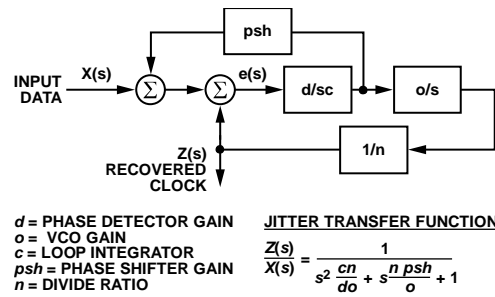 psh
X(s)
e(s)
INPUT
DATA
Σ
Σ
d/sc
o/s
Z(s)
RECOVERED
CLOCK
1/n
d = PHASE DETECTOR GAIN
o = VCO GAIN
c = LOOP INTEGRATOR
psh = PHASE SHIFTER GAIN
n = DIVIDE RATIO
JITTER TRANSFER FUNCTION
Z(s)/X(s) = 1/(s² cn/do + s n psh/o + 1)